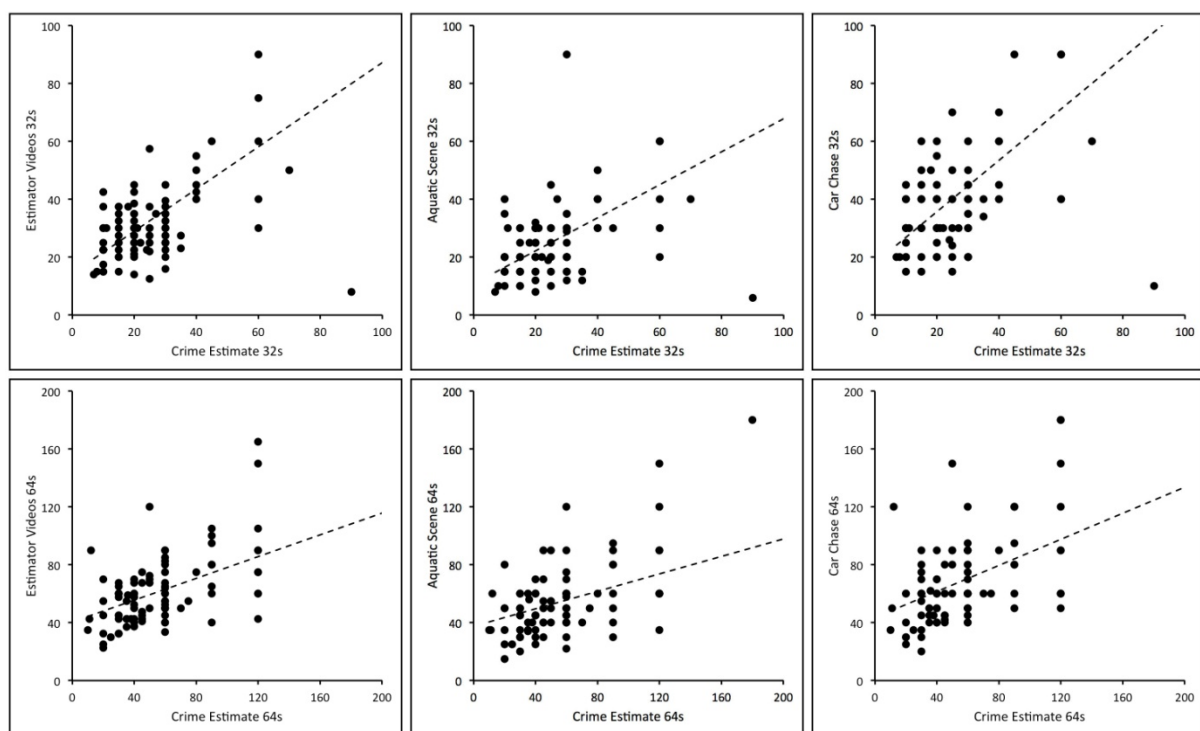 100
80
60
40
20
0
Estimator Videos 32s
0 20 40 60 80 100
Crime Estimate 32s
100
80
60
40
20
0
Aquatic Scene 32s
0 20 40 60 80 100
Crime Estimate 32s
100
80
60
40
20
0
Car Chase 32s
0 20 40 60 80 100
Crime Estimate 32s
200
160
120
80
40
0
Estimator Videos 64s
0 40 80 120 160 200
Crime Estimate 64s
200
160
120
80
40
0
Aquatic Scene 64s
0 40 80 120 160 200
Crime Estimate 64s
200
160
120
80
40
0
Car Chase 64s
0 40 80 120 160 200
Crime Estimate 64s